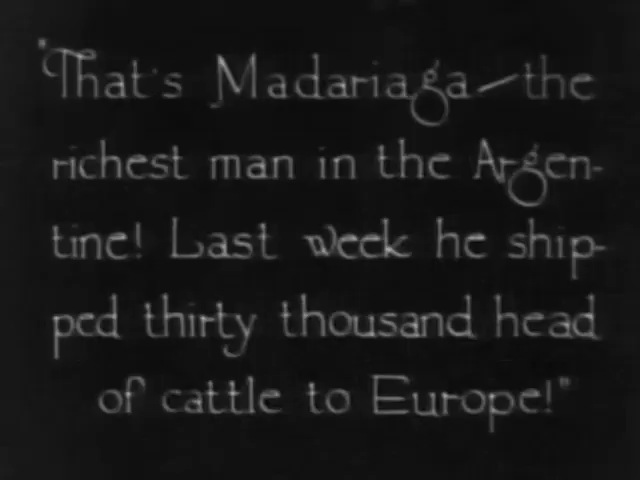 "That's Madariaga—the
richest man in the Argen-
tine! Last week he ship-
ped thirty thousand head
of cattle to Europe!"